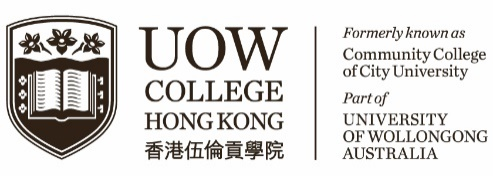 UOW
COLLEGE
HONG KONG
香港伍倫貢學院
Formerly known as
Community College
of City University
Part of
UNIVERSITY
OF WOLLONGONG
AUSTRALIA